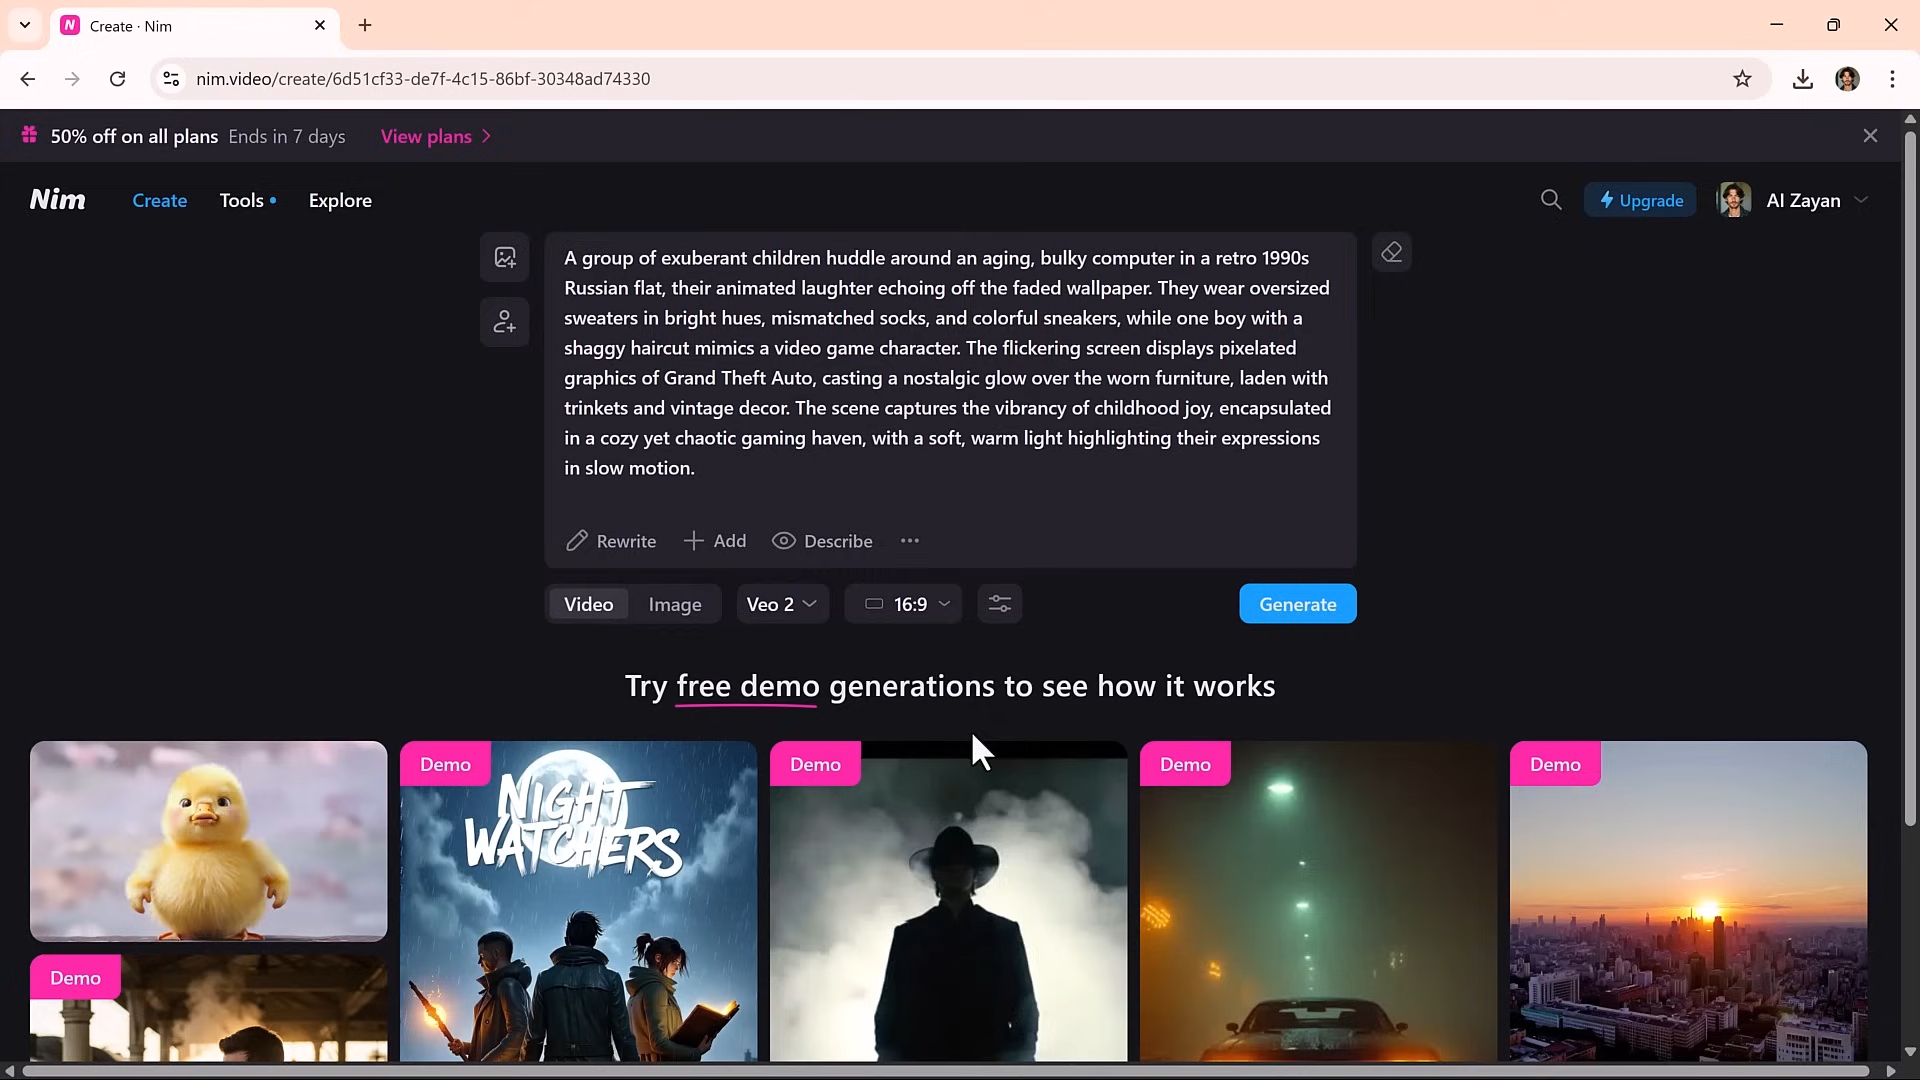 Create · Nim
nim.video/create/6d51cf33-de7f-4c15-86bf-30348ad74330
50% off on all plans Ends in 7 days View plans
Nim Create Tools Explore Upgrade Al Zayan
A group of exuberant children huddle around an aging, bulky computer in a retro 1990s
Russian flat, their animated laughter echoing off the faded wallpaper. They wear oversized
sweaters in bright hues, mismatched socks, and colorful sneakers, while one boy with a
shaggy haircut mimics a video game character. The flickering screen displays pixelated
graphics of Grand Theft Auto, casting a nostalgic glow over the worn furniture, laden with
trinkets and vintage decor. The scene captures the vibrancy of childhood joy, encapsulated
in a cozy yet chaotic gaming haven, with a soft, warm light highlighting their expressions
in slow motion.
Rewrite Add Describe
Video Image Veo 2 16:9 Generate
Try free demo generations to see how it works
Demo Demo Demo Demo
NIGHT
WATCHERS
Demo